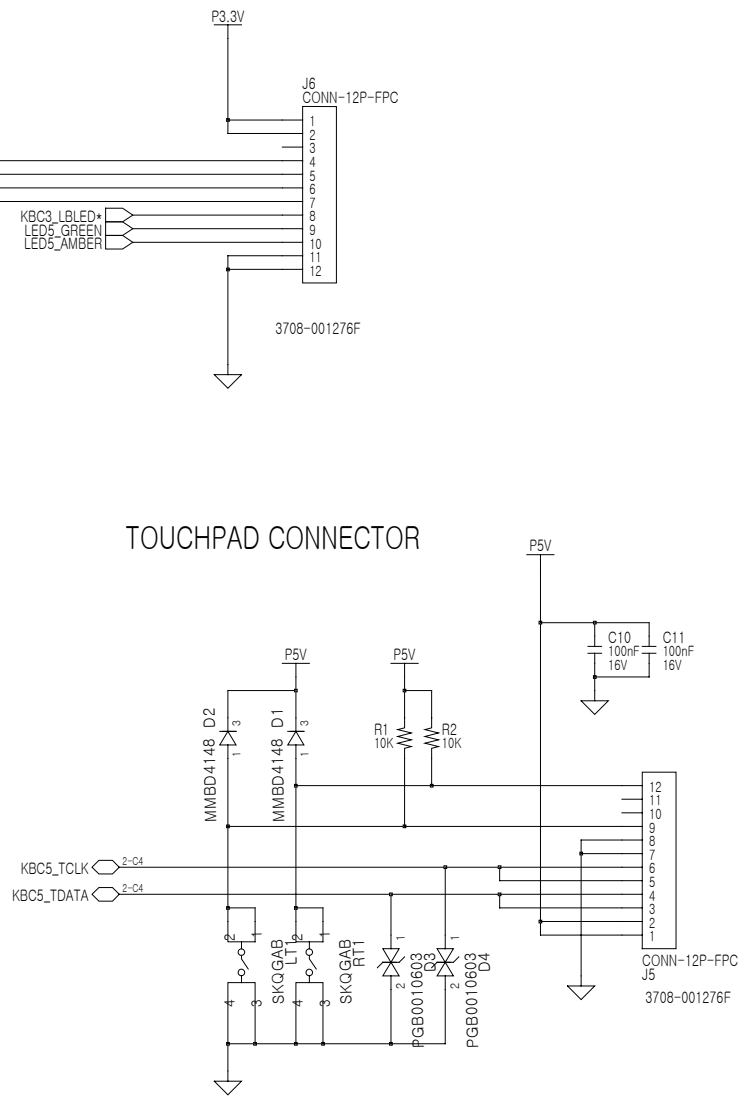 P3.3V
J6
CONN-12P-FPC
1
2
3
4
5
6
7
KBC3_LBLED* 8
LED5_GREEN 9
LED5_AMBER 10
11
12
3708-001276F
TOUCHPAD CONNECTOR
P5V
C10 C11
100nF 100nF
16V 16V
P5V P5V
MMBD4148 D2 3 1
MMBD4148 D1 3 1
R1 R2
10K 10K
12
11
10
9
8
7
KBC5_TCLK 2-C4 6
5
KBC5_TDATA 2-C4 4
3
2
1
CONN-12P-FPC
J5
3708-001276F
2 1
4 3
SKQGAB
LT1
2 1
4 3
SKQGAB
RT1
1
2
PGB0010603
D3
1
2
PGB0010603
D4